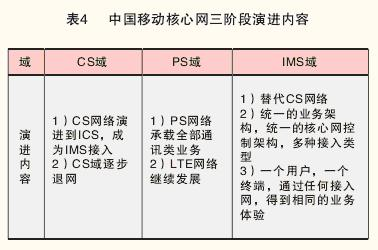 表4 中国移动核心网三阶段演进内容
域 CS域 PS域 IMS域
演
进
内
容
1）CS网络演
进到ICS，成
为IMS接入
2）CS域逐步
退网
1）PS网络
承载全部通
讯类业务
2）LTE网络
继续发展
1）替代CS网络
2）统一的业务架
构，统一的核心网控
制架构，多种接入类
型
3）一个用户，一个
终端，通过任何接入
网，得到相同的业务
体验